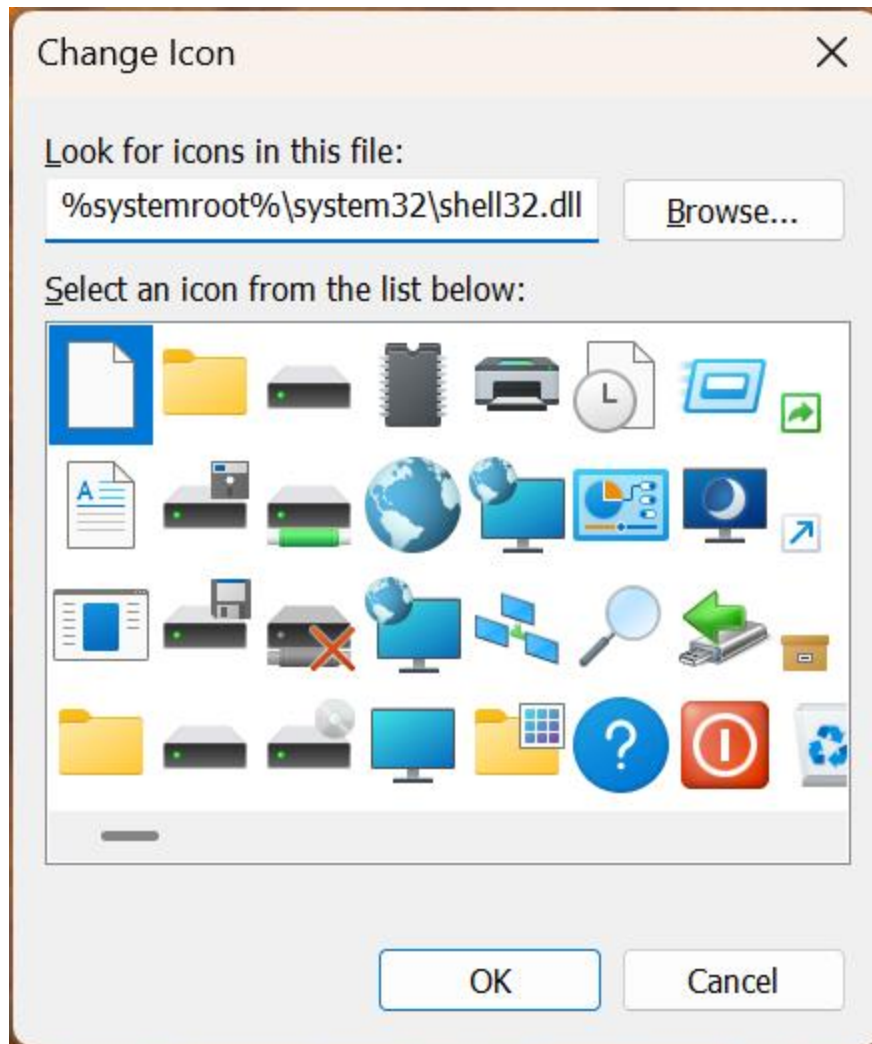 Change Icon
Look for icons in this file:
%systemroot%\system32\shell32.dll
Browse...
Select an icon from the list below:
A
?
OK
Cancel